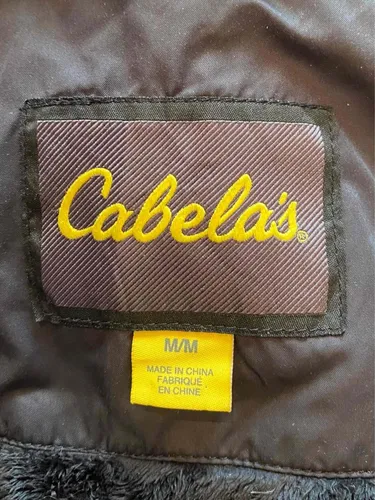 Cabela's®
M/M
MADE IN CHINA
FABRIQUÉ
EN CHINE